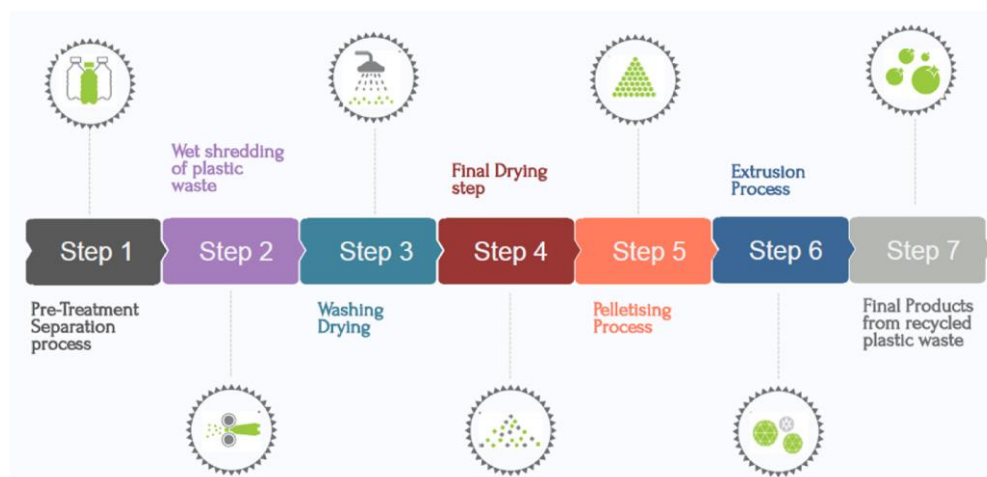 Wet shredding
of plastic
waste
Final Drying
step
Extrusion
Process
Step 1
Step 2
Step 3
Step 4
Step 5
Step 6
Step 7
Pre-Treatment
Separation
process
Washing
Drying
Pelletising
Process
Final Products
from recycled
plastic waste